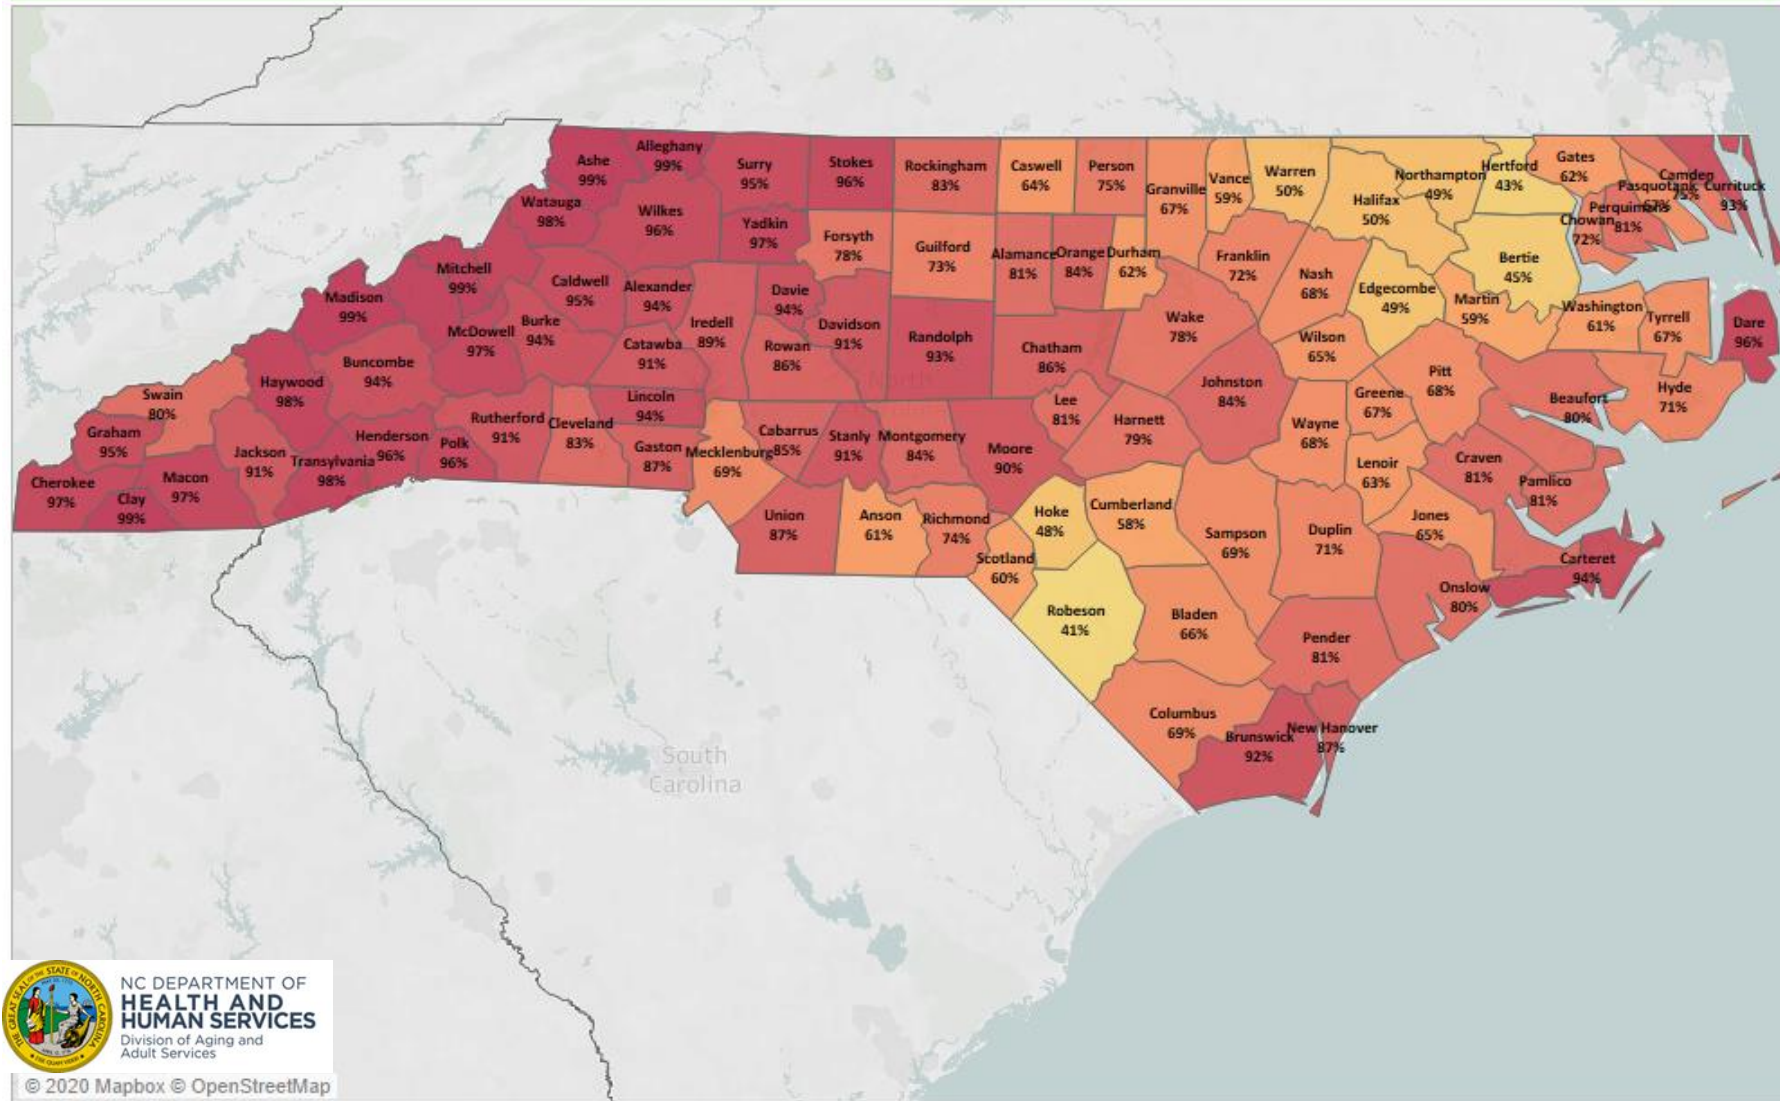 Ashe
99%
Alleghany
99%
Surry
95%
Stokes
96%
Rockingham
83%
Caswell
64%
Person
75%
Granville
67%
Vance
59%
Warren
50%
Halifax
50%
Northampton
49%
Hertford
43%
Gates
62%
Camden
75%
Pasquotank
67%
Currituck
93%
Perquimans
81%
Chowan
72%
Watauga
98%
Wilkes
96%
Yadkin
97%
Forsyth
78%
Guilford
73%
Alamance
81%
Orange
84%
Durham
62%
Franklin
72%
Nash
68%
Edgecombe
49%
Bertie
45%
Martin
59%
Washington
61%
Tyrrell
67%
Dare
96%
Mitchell
99%
Madison
99%
Caldwell
95%
Alexander
94%
Iredell
89%
Davie
94%
Davidson
91%
Randolph
93%
Chatham
86%
Wake
78%
Wilson
65%
McDowell
97%
Burke
94%
Catawba
91%
Rowan
86%
North
Buncombe
94%
Haywood
98%
Swain
80%
Graham
95%
Jackson
91%
Henderson
96%
Transylvania
98%
Polk
96%
Rutherford
91%
Cleveland
83%
Lincoln
94%
Gaston
87%
Mecklenburg
69%
Cabarrus
85%
Stanly
91%
Montgomery
84%
Moore
90%
Lee
81%
Harnett
79%
Johnston
84%
Wayne
68%
Greene
67%
Pitt
68%
Beaufort
80%
Hyde
71%
Cherokee
97%
Clay
99%
Macon
97%
Union
87%
Anson
61%
Richmond
74%
Scotland
60%
Hoke
48%
Cumberland
58%
Sampson
69%
Duplin
71%
Lenoir
63%
Jones
65%
Craven
81%
Pamlico
81%
Carteret
94%
Onslow
80%
Robeson
41%
Bladen
66%
Pender
81%
Columbus
69%
Brunswick
92%
New Hanover
87%
South
Carolina
NC DEPARTMENT OF
HEALTH AND
HUMAN SERVICES
Division of Aging and
Adult Services
© 2020 Mapbox © OpenStreetMap